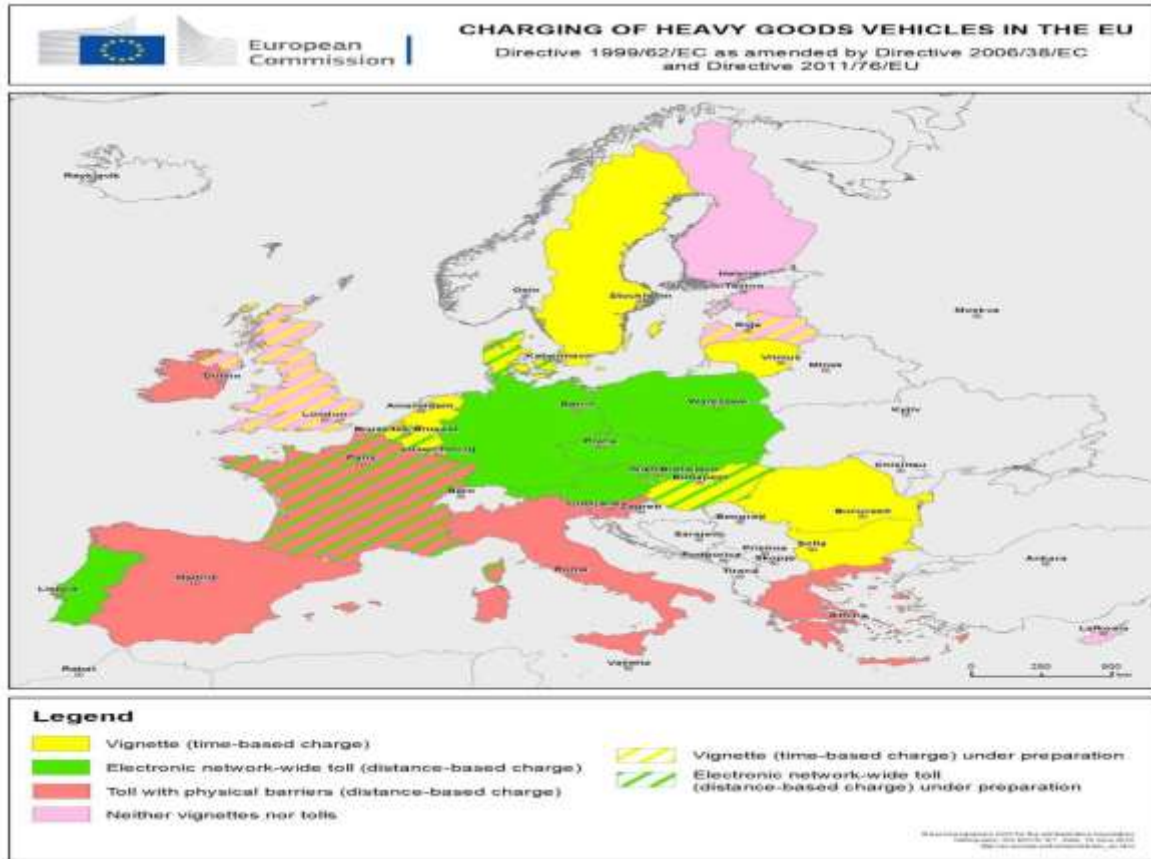 European
Commission
CHARGING OF HEAVY GOODS VEHICLES IN THE EU
Directive 1999/62/EC as amended by Directive 2006/38/EC
and Directive 2011/76/EU
Reykjavik
Helsinki
Tallinn
Oslo
Stockholm
Moskva
Riga
København
Vilnius
Minsk
Dublin
London
Amsterdam
Berlin
Warszawa
Kyiv
Praha
Paris
Budapest
Chisinau
Bern
Zagreb
Beograd
Bucuresti
Sarajevo
Sofia
Pristina
Skopje
Podgorica
Tirana
Ankara
Madrid
Roma
Lisboa
Athina
Lefkosia
Rabat
Valletta
0 250 500
km
Legend
Vignette (time-based charge)
Electronic network-wide toll (distance-based charge)
Toll with physical barriers (distance-based charge)
Neither vignettes nor tolls
Vignette (time-based charge) under preparation
Electronic network-wide toll
(distance-based charge) under preparation